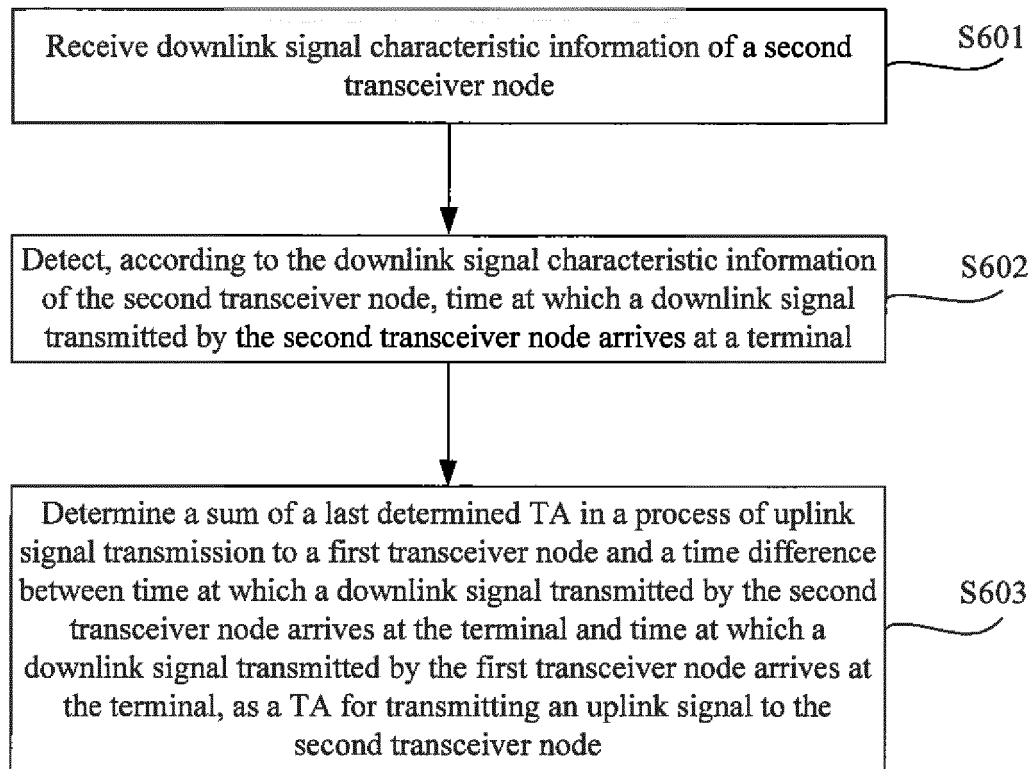 Receive downlink signal characteristic information of a second
transceiver node
S601
Detect, according to the downlink signal characteristic information
of the second transceiver node, time at which a downlink signal
transmitted by the second transceiver node arrives at a terminal
S602
Determine a sum of a last determined TA in a process of uplink
signal transmission to a first transceiver node and a time difference
between time at which a downlink signal transmitted by the second
transceiver node arrives at the terminal and time at which a
downlink signal transmitted by the first transceiver node arrives at
the terminal, as a TA for transmitting an uplink signal to the
second transceiver node
S603